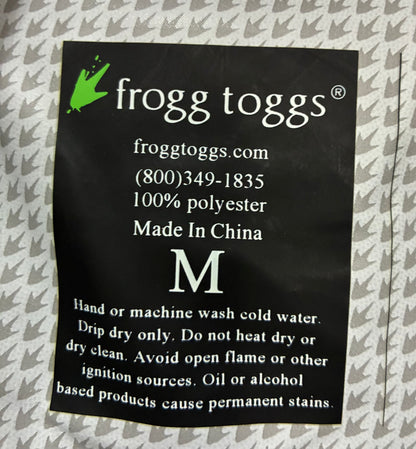 frogg toggs®
froggtoggs.com
(800)349-1835
100% polyester
Made In China
M
Hand or machine wash cold water.
Drip dry only. Do not heat dry or
dry clean. Avoid open flame or other
ignition sources. Oil or alcohol
based products cause permanent stains.